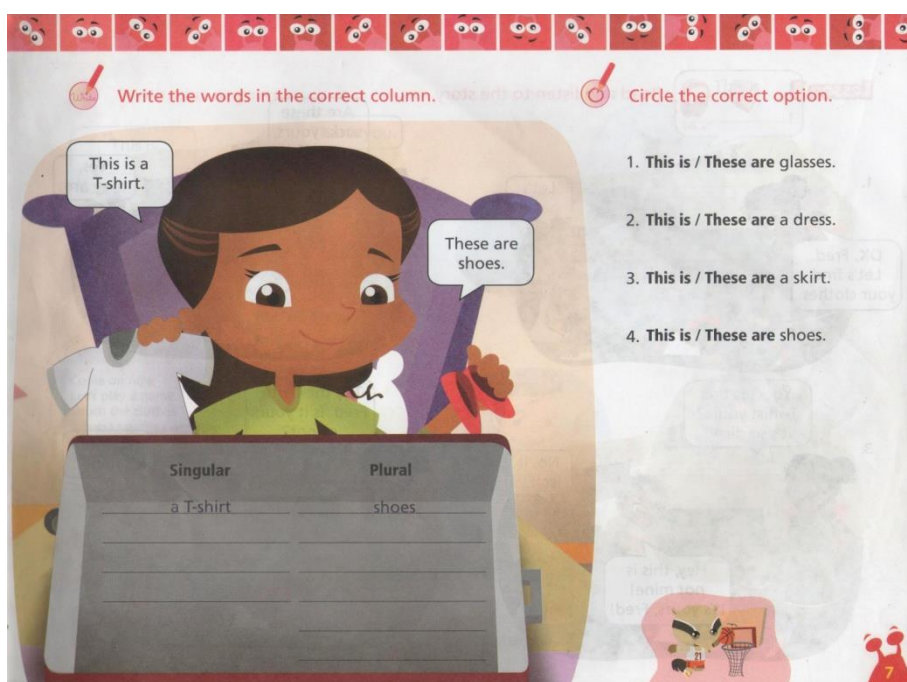 Write the words in the correct column.
This is a
T-shirt.
These are
shoes.
Singular Plural
a T-shirt shoes
Circle the correct option.
1. This is / These are glasses.
2. This is / These are a dress.
3. This is / These are a skirt.
4. This is / These are shoes.
7